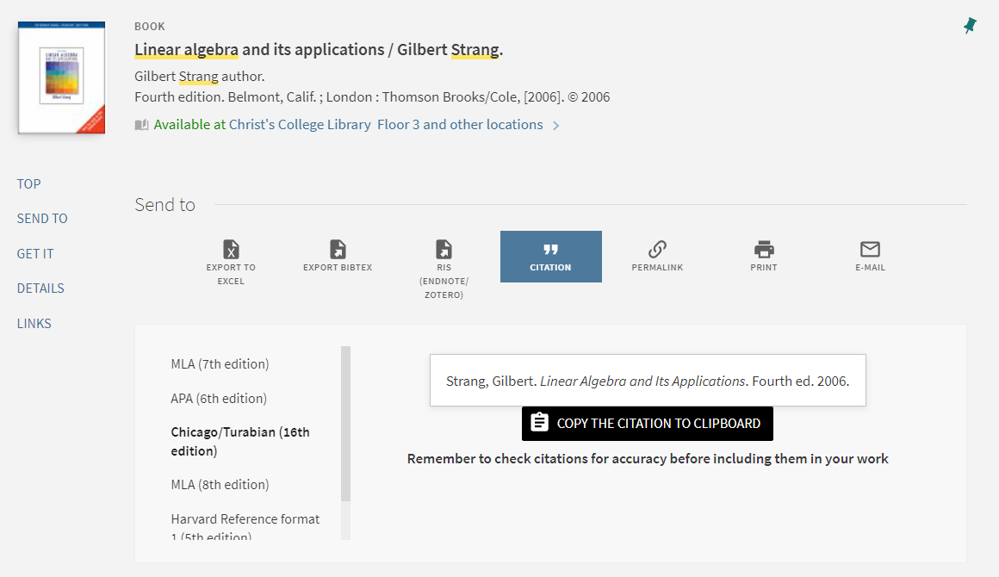 BOOK
Linear algebra and its applications / Gilbert Strang.
Gilbert Strang author.
Fourth edition. Belmont, Calif. ; London : Thomson Brooks/Cole, [2006]. © 2006
Available at Christ's College Library Floor 3 and other locations
TOP
SEND TO
GET IT
DETAILS
LINKS
Send to
EXPORT TO
EXCEL
EXPORT BIBTEX
RIS
(ENDNOTE/
ZOTERO)
CITATION
PERMALINK
PRINT
E-MAIL
MLA (7th edition)
APA (6th edition)
Chicago/Turabian (16th
edition)
MLA (8th edition)
Harvard Reference format
1 (5th edition)
Strang, Gilbert. Linear Algebra and Its Applications. Fourth ed. 2006.
COPY THE CITATION TO CLIPBOARD
Remember to check citations for accuracy before including them in your work